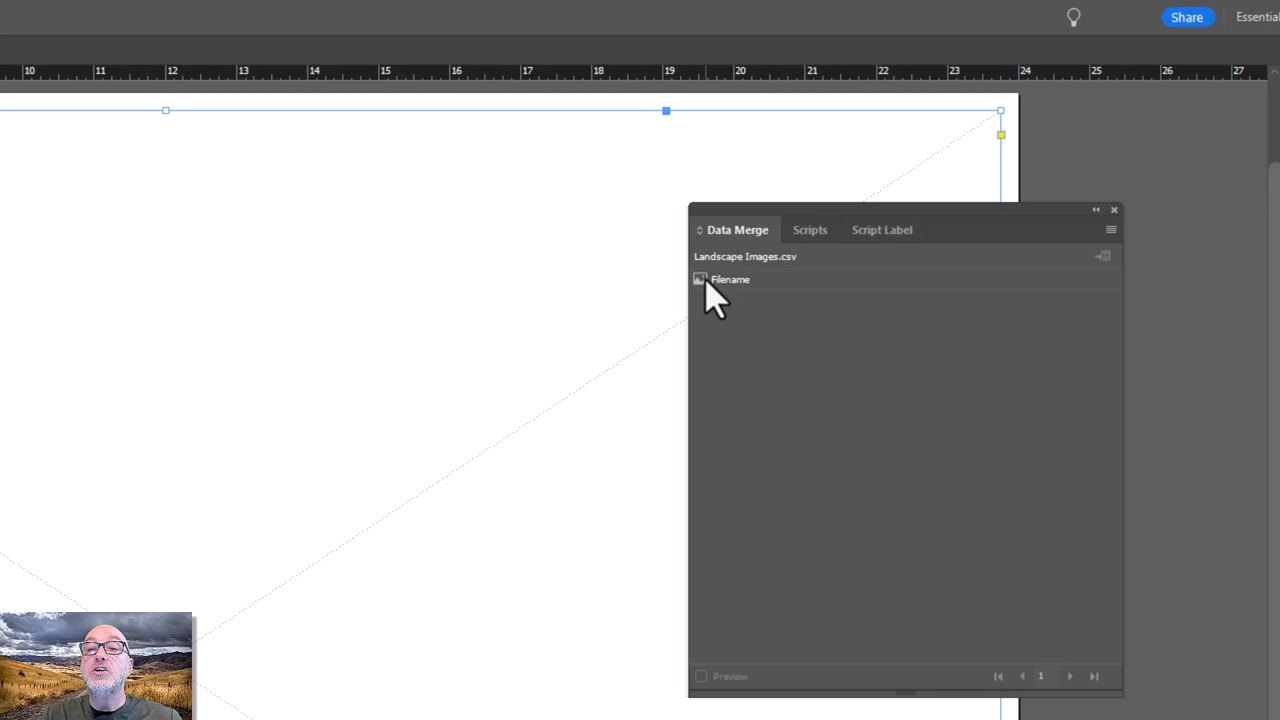 Share
Essential
10 11 12 13 14 15 16 17 18 19 20 21 22 23 24 25 26 27
Data Merge Scripts Script Label
Landscape Images.csv
Filename
Preview 1